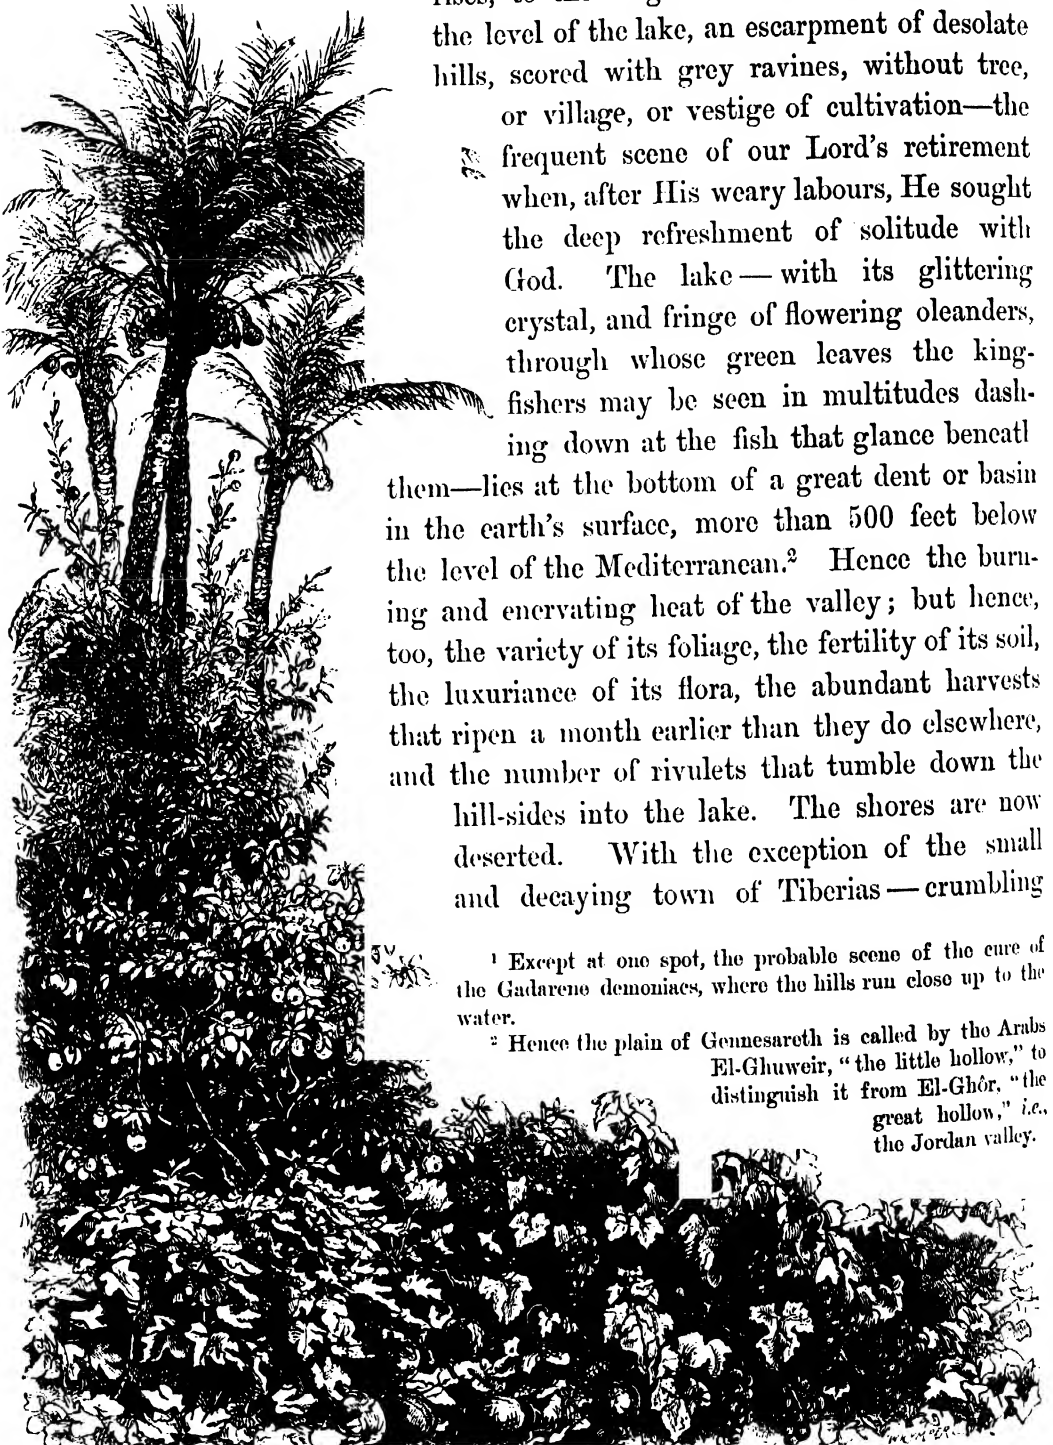 the level of the lake, an escarpment of desolate
hills, scored with grey ravines, without tree,
or village, or vestige of cultivation—the
frequent scene of our Lord's retirement
when, after His weary labours, He sought
the deep refreshment of solitude with
God. The lake — with its glittering
crystal, and fringe of flowering oleanders,
through whose green leaves the king-
fishers may be seen in multitudes dash-
ing down at the fish that glance beneatl
them—lies at the bottom of a great dent or basin
in the earth's surface, more than 500 feet below
the level of the Mediterranean.² Hence the burn-
ing and enervating heat of the valley; but hence,
too, the variety of its foliage, the fertility of its soil,
the luxuriance of its flora, the abundant harvests
that ripen a month earlier than they do elsewhere,
and the number of rivulets that tumble down the
hill-sides into the lake. The shores are now
deserted. With the exception of the small
and decaying town of Tiberias — crumbling
¹ Except at one spot, the probable scene of the cure of
the Gadarene demoniacs, where the hills run close up to the
water.
² Hence the plain of Gennesareth is called by the Arabs
El-Ghuweir, "the little hollow," to
distinguish it from El-Ghôr, "the
great hollow," i.e.,
the Jordan valley.